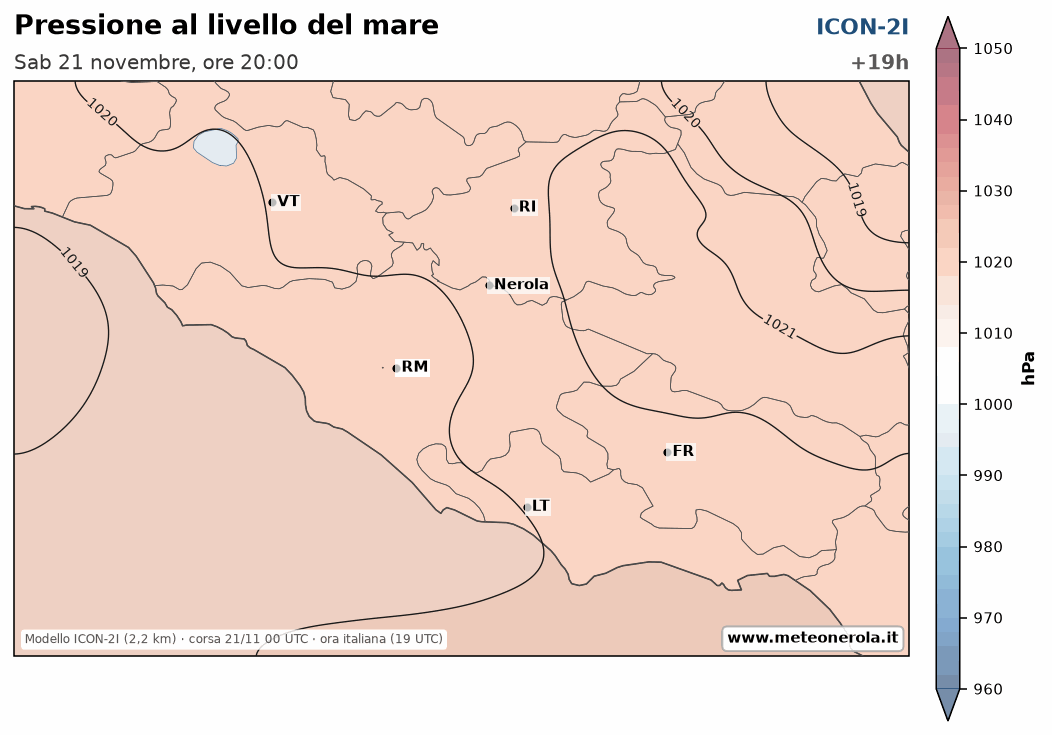 Pressione al livello del mare
ICON-2I
Sab 21 novembre, ore 20:00
+19h
1020
1020
1019
VT
RI
1019
Nerola
1021
RM
FR
LT
Modello ICON-2I (2,2 km) · corsa 21/11 00 UTC · ora italiana (19 UTC)
www.meteonerola.it
1050
1040
1030
1020
1010
1000
990
980
970
960
hPa